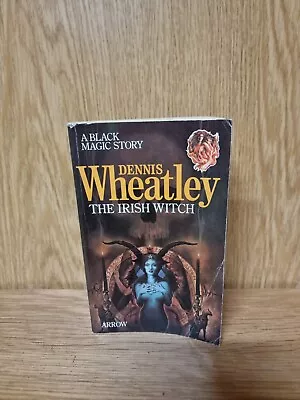 A BLACK
MAGIC STORY
DENNIS
Wheatley
THE IRISH WITCH
ARROW